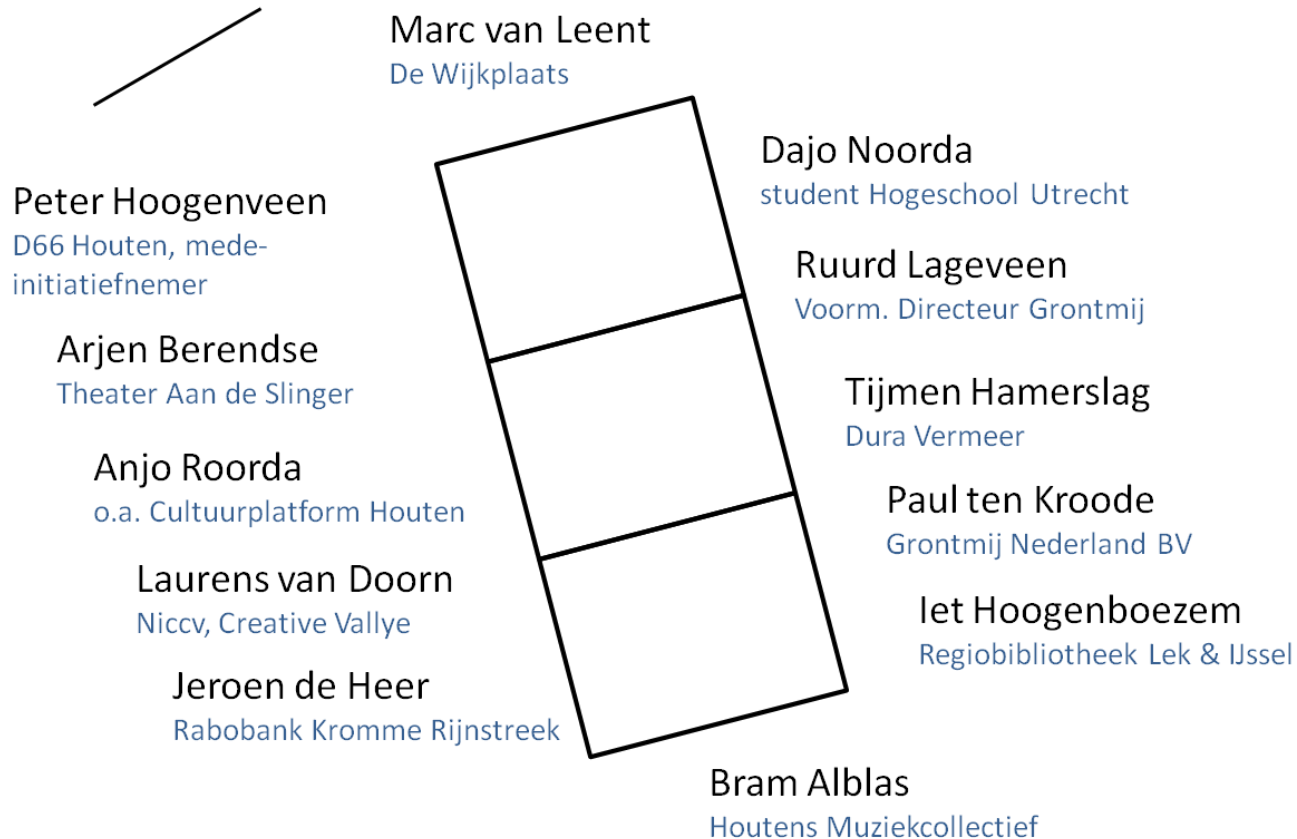 Marc van Leent
De Wijkplaats
Peter Hoogenveen
D66 Houten, mede-
initiatiefnemer
Arjen Berendse
Theater Aan de Slinger
Anjo Roorda
o.a. Cultuurplatform Houten
Laurens van Doorn
Niccv, Creative Vallye
Jeroen de Heer
Rabobank Kromme Rijnstreek
Dajo Noorda
student Hogeschool Utrecht
Ruurd Lageveen
Voorm. Directeur Grontmij
Tijmen Hamerslag
Dura Vermeer
Paul ten Kroode
Grontmij Nederland BV
Iet Hoogenboezem
Regiobibliotheek Lek & IJssel
Bram Alblas
Houtens Muziekcollectief